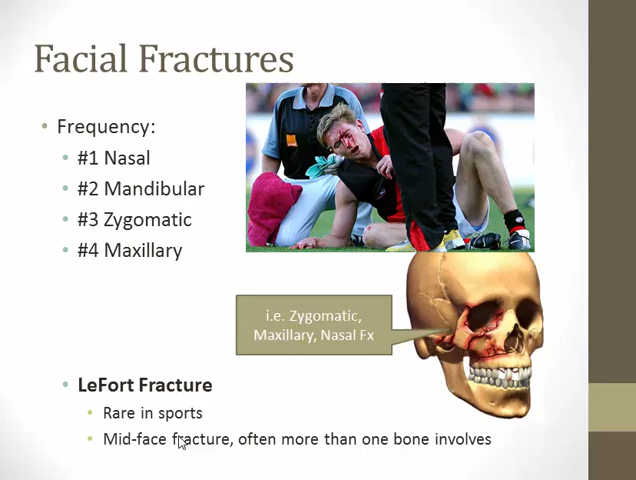 Facial Fractures
Frequency:
#1 Nasal
#2 Mandibular
#3 Zygomatic
#4 Maxillary
i.e. Zygomatic,
Maxillary, Nasal Fx
LeFort Fracture
Rare in sports
Mid-face fracture, often more than one bone involves